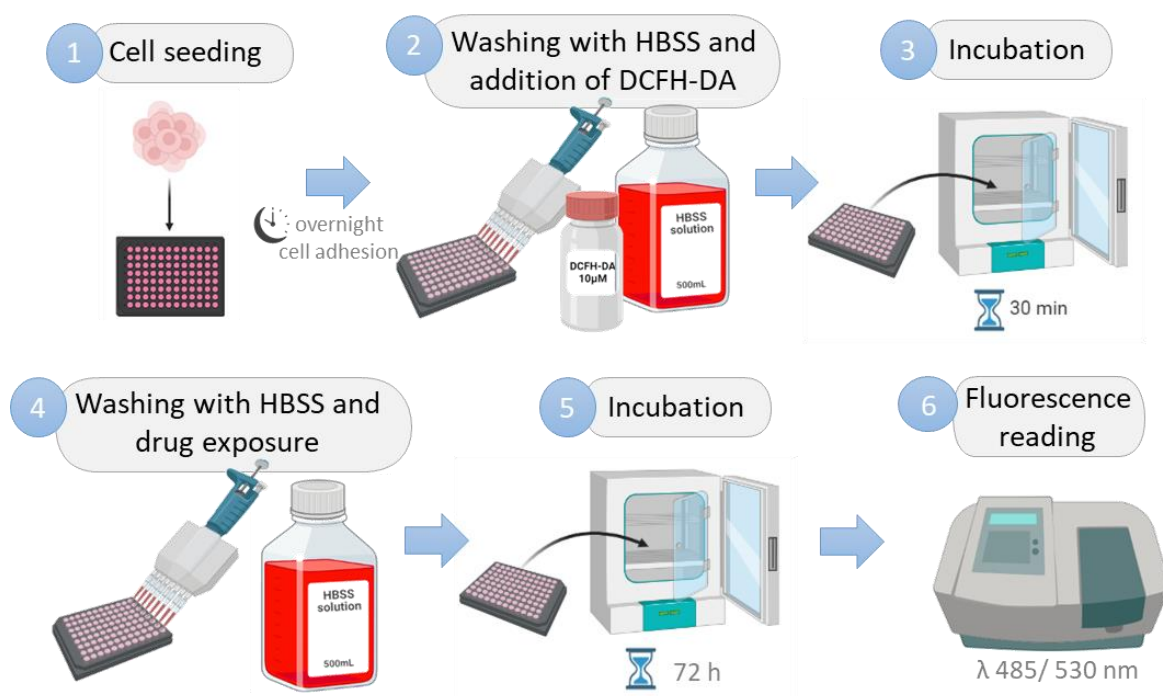 1
Cell seeding
overnight
cell adhesion
2
Washing with HBSS and
addition of DCFH-DA
DCFH-DA
10µM
HBSS
solution
500mL
3
Incubation
30 min
4
Washing with HBSS and
drug exposure
HBSS
solution
500mL
5
Incubation
72 h
6
Fluorescence
reading
λ 485/ 530 nm